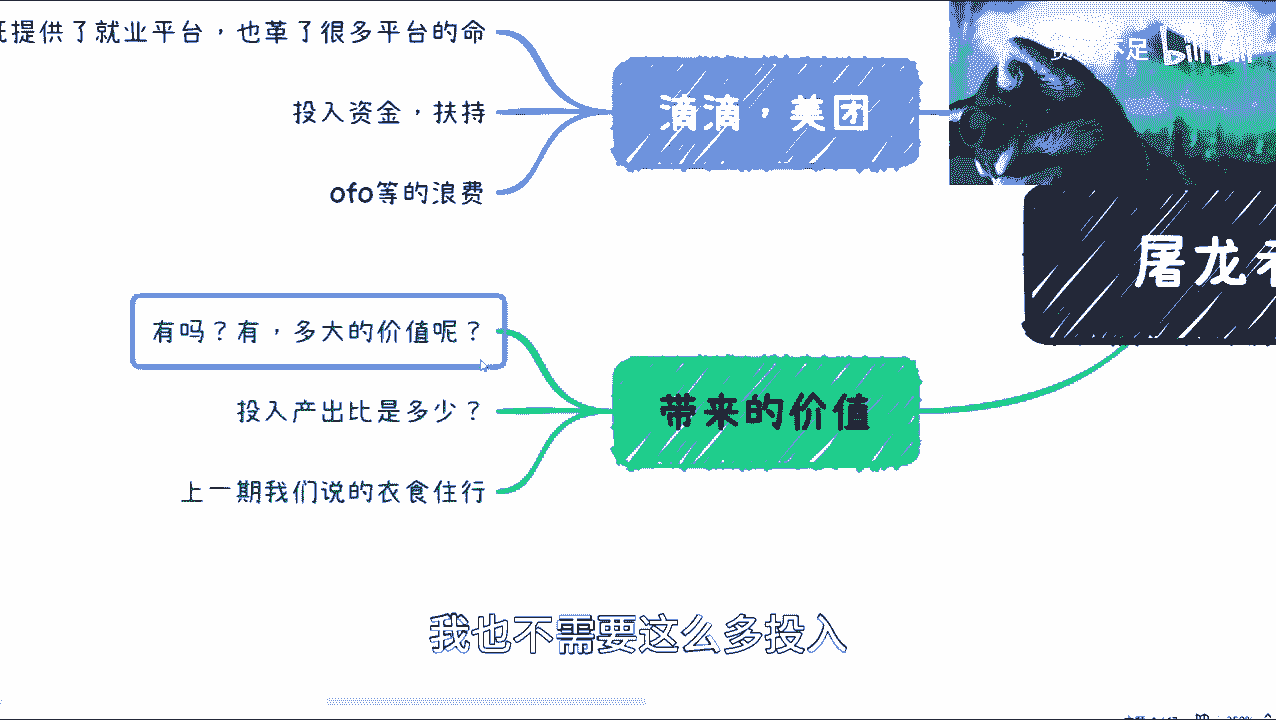 提供了就业平台，也革了很多平台的命
投入资金，扶持
ofo等的浪费
滴滴，美团
不足 bilibili
屠龙
有吗？有，多大的价值呢？
投入产出比是多少？
上一期我们说的衣食住行
带来的价值
我也不需要这么多投入